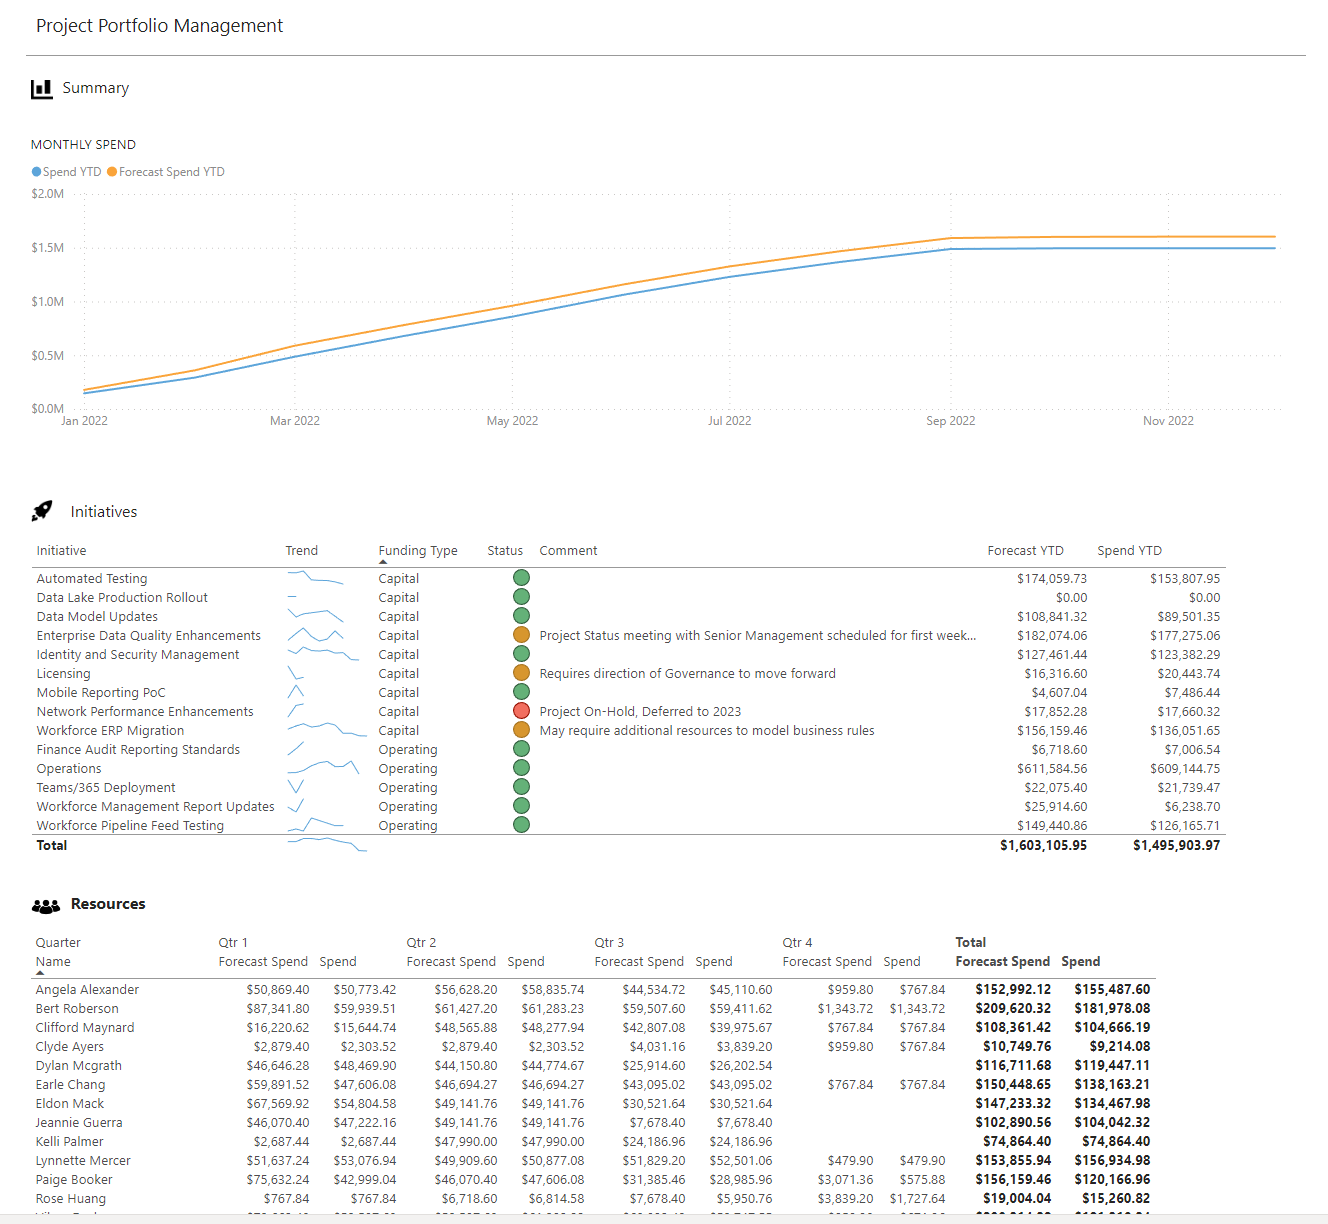 Project Portfolio Management
Summary
MONTHLY SPEND
Spend YTD Forecast Spend YTD
$2.0M
$1.5M
$1.0M
$0.5M
$0.0M
Jan 2022 Mar 2022 May 2022 Jul 2022 Sep 2022 Nov 2022
Initiatives
Initiative Trend Funding Type Status Comment Forecast YTD Spend YTD
Automated Testing Capital $174,059.73 $153,807.95
Data Lake Production Rollout Capital $0.00 $0.00
Data Model Updates Capital $108,841.32 $89,501.35
Enterprise Data Quality Enhancements Capital Project Status meeting with Senior Management scheduled for first week... $182,074.06 $177,275.06
Identity and Security Management Capital $127,461.44 $123,382.29
Licensing Capital Requires direction of Governance to move forward $16,316.60 $20,443.74
Mobile Reporting PoC Capital $4,607.04 $7,486.44
Network Performance Enhancements Capital Project On-Hold, Deferred to 2023 $17,852.28 $17,660.32
Workforce ERP Migration Capital May require additional resources to model business rules $156,159.46 $136,051.65
Finance Audit Reporting Standards Operating $6,718.60 $7,006.54
Operations Operating $611,584.56 $609,144.75
Teams/365 Deployment Operating $22,075.40 $21,739.47
Workforce Management Report Updates Operating $25,914.60 $6,238.70
Workforce Pipeline Feed Testing Operating $149,440.86 $126,165.71
Total $1,603,105.95 $1,495,903.97
Resources
Quarter Qtr 1 Qtr 2 Qtr 3 Qtr 4 Total
Name Forecast Spend Spend Forecast Spend Spend Forecast Spend Spend Forecast Spend Spend Forecast Spend Spend
Angela Alexander $50,869.40 $50,773.42 $56,628.20 $58,835.74 $44,534.72 $45,110.60 $959.80 $767.84 $152,992.12 $155,487.60
Bert Roberson $87,341.80 $59,939.51 $61,427.20 $61,283.23 $59,507.60 $59,411.62 $1,343.72 $1,343.72 $209,620.32 $181,978.08
Clifford Maynard $16,220.62 $15,644.74 $48,565.88 $48,277.94 $42,807.08 $39,975.67 $767.84 $767.84 $108,361.42 $104,666.19
Clyde Ayers $2,879.40 $2,303.52 $2,879.40 $2,303.52 $4,031.16 $3,839.20 $959.80 $767.84 $10,749.76 $9,214.08
Dylan Mcgrath $46,646.28 $48,469.90 $44,150.80 $44,774.67 $25,914.60 $26,202.54 $116,711.68 $119,447.11
Earle Chang $59,891.52 $47,606.08 $46,694.27 $46,694.27 $43,095.02 $43,095.02 $767.84 $767.84 $150,448.65 $138,163.21
Eldon Mack $67,569.92 $54,804.58 $49,141.76 $49,141.76 $30,521.64 $30,521.64 $147,233.32 $134,467.98
Jeannie Guerra $46,070.40 $47,222.16 $49,141.76 $49,141.76 $7,678.40 $7,678.40 $102,890.56 $104,042.32
Kelli Palmer $2,687.44 $2,687.44 $47,990.00 $47,990.00 $24,186.96 $24,186.96 $74,864.40 $74,864.40
Lynnette Mercer $51,637.24 $53,076.94 $49,909.60 $50,877.08 $51,829.20 $52,501.06 $479.90 $479.90 $153,855.94 $156,934.98
Paige Booker $75,632.24 $42,999.04 $46,070.40 $47,606.08 $31,385.46 $28,985.96 $3,071.36 $575.88 $156,159.46 $120,166.96
Rose Huang $767.84 $767.84 $6,718.60 $6,814.58 $7,678.40 $5,950.76 $3,839.20 $1,727.64 $19,004.04 $15,260.82